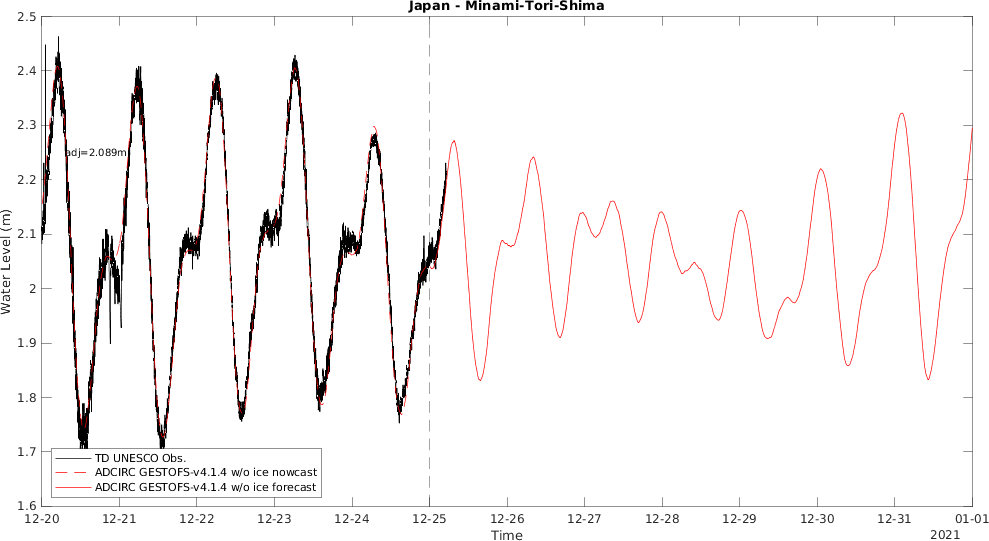 Japan - Minami-Tori-Shima
2.5
2.4
2.3
2.2
2.1
2
1.9
1.8
1.7
1.6
Water Level (m)
adj=2.089m
TD UNESCO Obs.
ADCIRC GESTOFS-v4.1.4 w/o ice nowcast
ADCIRC GESTOFS-v4.1.4 w/o ice forecast
12-20 12-21 12-22 12-23 12-24 12-25 12-26 12-27 12-28 12-29 12-30 12-31 01-01
Time
2021